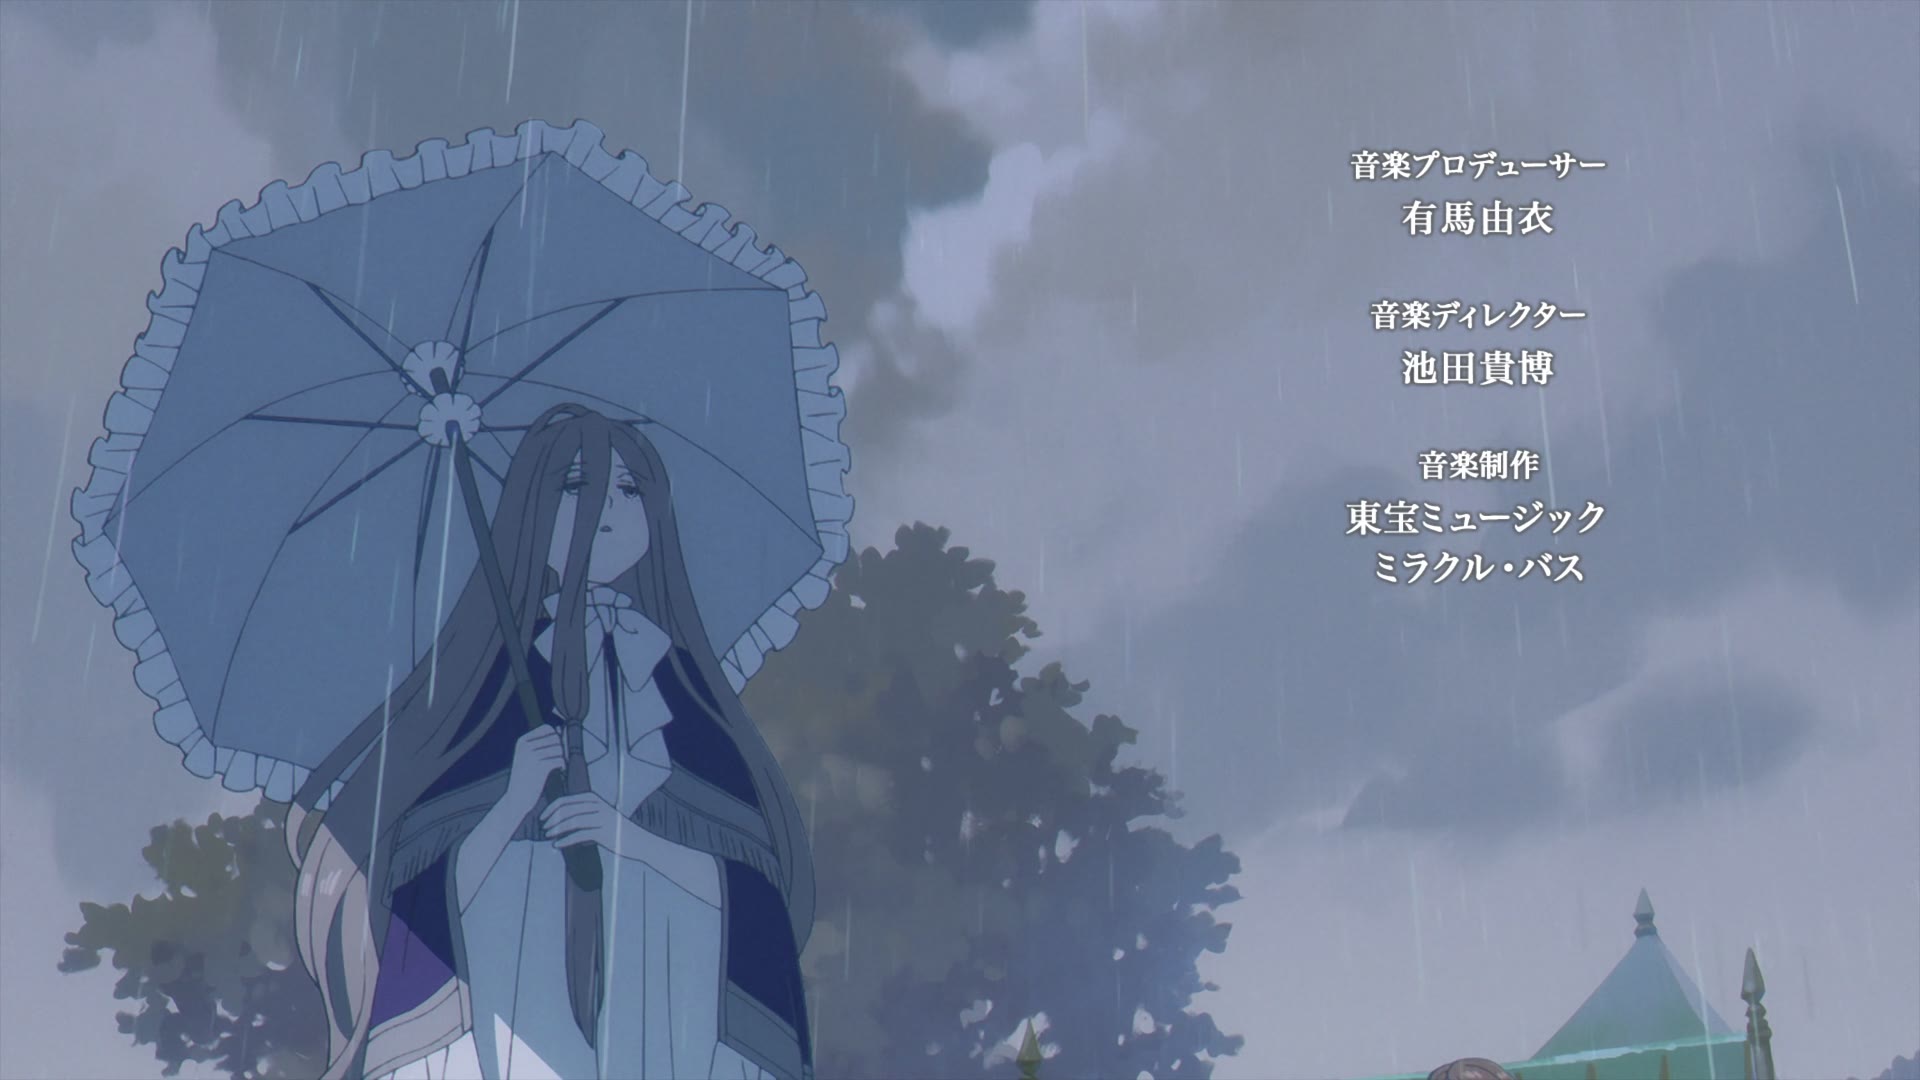 音楽プロデューサー
有馬由衣
音楽ディレクター
池田貴博
音楽制作
東宝ミュージック
ミラクル・バス